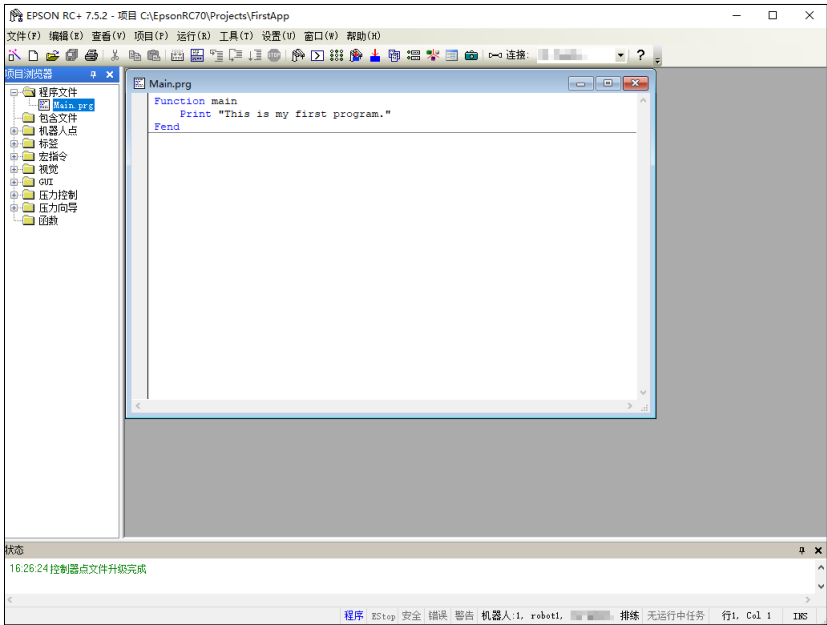 EPSON RC+ 7.5.2 - 项目 C:\EpsonRC70\Projects\FirstApp
文件(F) 编辑(E) 查看(V) 项目(P) 运行(R) 工具(T) 设置(U) 窗口(W) 帮助(H)
连接: ?
项目浏览器
程序文件
Main.prg
包含文件
机器人点
标签
宏指令
视觉
GUI
压力控制
压力向导
函数
Main.prg
Function main
Print "This is my first program."
Fend
状态
16:26:24 控制器点文件升级完成
程序 EStop 安全 错误 警告 机器人:1, robot1, 排练 无运行中任务 行1, Col 1 INS